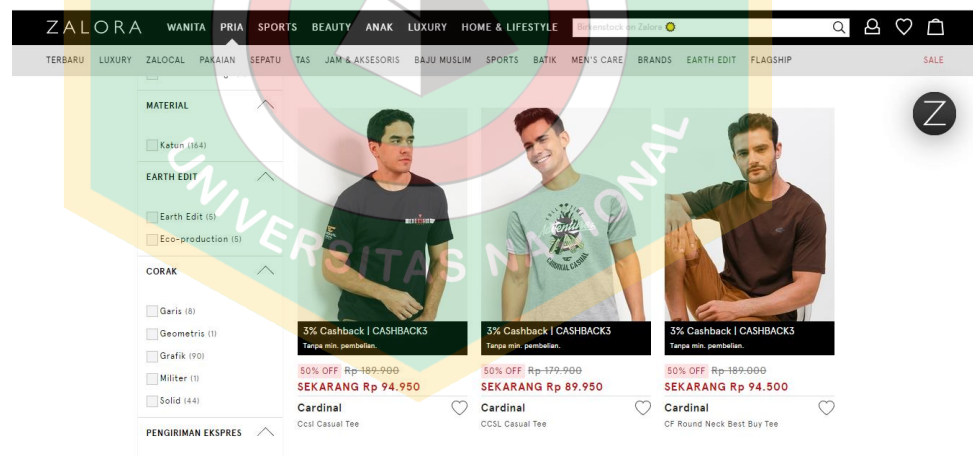 ZALORA WANITA PRIA SPORTS BEAUTY ANAK LUXURY HOME & LIFESTYLE Birkenstock on Zalora
TERBARU LUXURY ZALOCAL PAKAIAN SEPATU TAS JAM & AKSESORIS BAJU MUSLIM SPORTS BATIK MEN'S CARE BRANDS EARTH EDIT FLAGSHIP SALE
Z
MATERIAL
Katun (164)
EARTH EDIT
Earth Edit (5)
Eco-production (5)
CORAK
Garis (8)
Geometris (1)
Grafik (90)
Militer (1)
Solid (44)
PENGIRIMAN EKSPRES
UNIVERSITAS NASIONAL
CARDINAL CASUAL
3% Cashback | CASHBACK3
Tanpa min. pembelian.
50% OFF Rp 189.900
SEKARANG Rp 94.950
Cardinal
Ccsl Casual Tee
3% Cashback | CASHBACK3
Tanpa min. pembelian.
50% OFF Rp 179.900
SEKARANG Rp 89.950
Cardinal
CCSL Casual Tee
3% Cashback | CASHBACK3
Tanpa min. pembelian.
50% OFF Rp 189.000
SEKARANG Rp 94.500
Cardinal
CF Round Neck Best Buy Tee